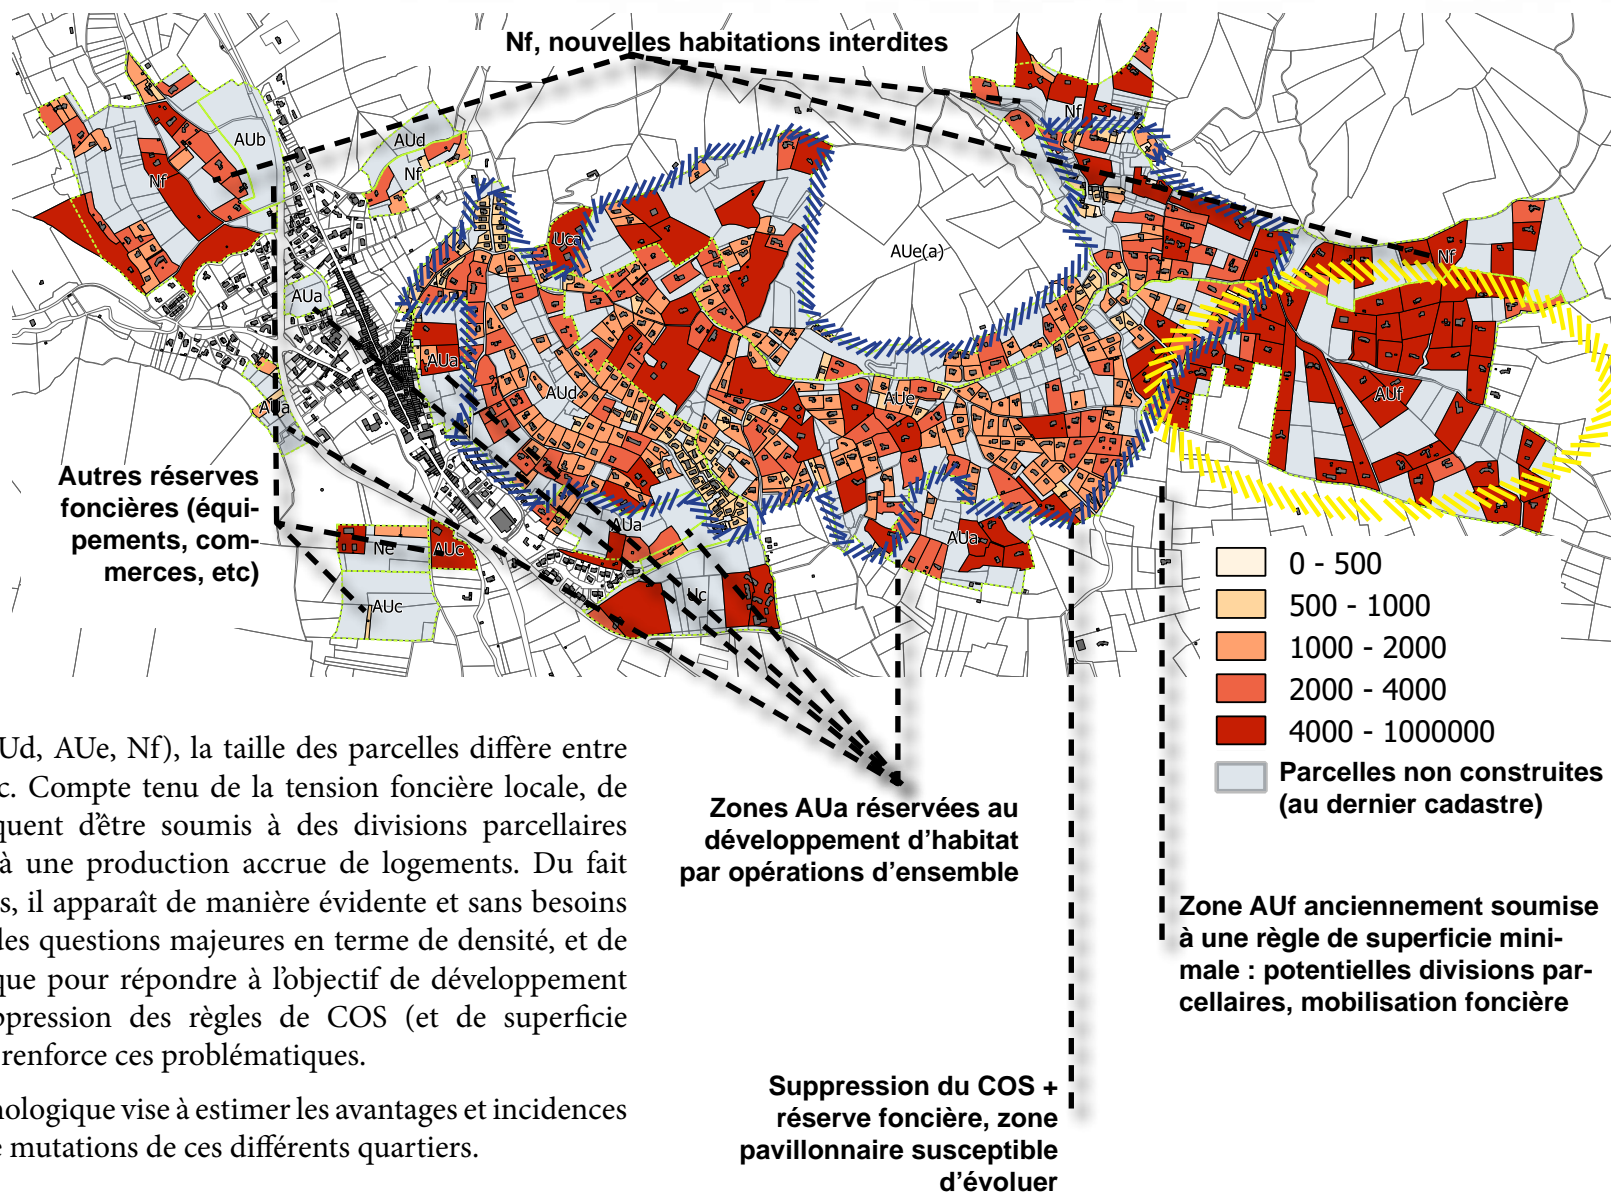 Nf, nouvelles habitations interdites
Nf
AUb
AUd
Nf
Nf
AUb
Nf
AUa
Uca
AUe(a)
Nf
AUa
AUd
AUe
AUf
AUa
Autres réserves
foncières (équi-
pements, com-
merces, etc)
Ne
AUc
AUc
AUa
Uc
AUa
0 - 500
500 - 1000
1000 - 2000
2000 - 4000
4000 - 1000000
Parcelles non construites
(au dernier cadastre)
Ud, AUe, Nf), la taille des parcelles diffère entre
c. Compte tenu de la tension foncière locale, de
quent d'être soumis à des divisions parcellaires
à une production accrue de logements. Du fait
s, il apparaît de manière évidente et sans besoins
des questions majeures en terme de densité, et de
que pour répondre à l'objectif de développement
ppression des règles de COS (et de superficie
renforce ces problématiques.
nologique vise à estimer les avantages et incidences
e mutations de ces différents quartiers.
Zones AUa réservées au
développement d'habitat
par opérations d'ensemble
Zone AUf anciennement soumise
à une règle de superficie mini-
male : potentielles divisions par-
cellaires, mobilisation foncière
Suppression du COS +
réserve foncière, zone
pavillonnaire susceptible
d'évoluer